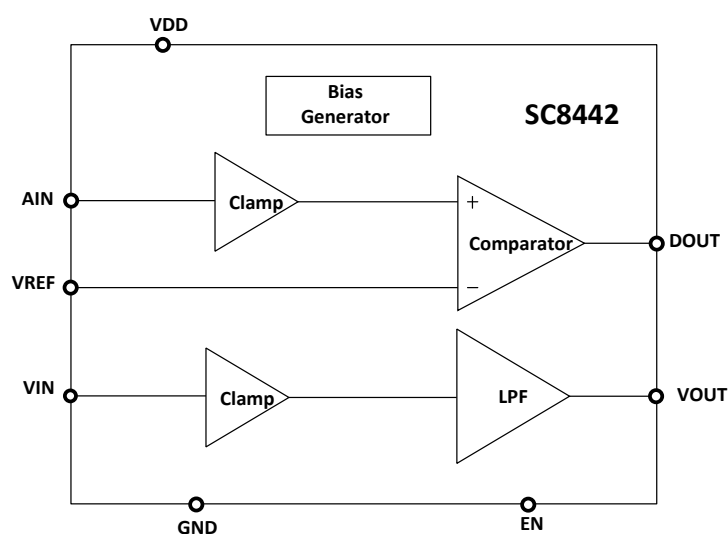 VDD
Bias
Generator
SC8442
AIN
Clamp
+
Comparator
DOUT
VREF
−
VIN
Clamp
LPF
VOUT
GND
EN